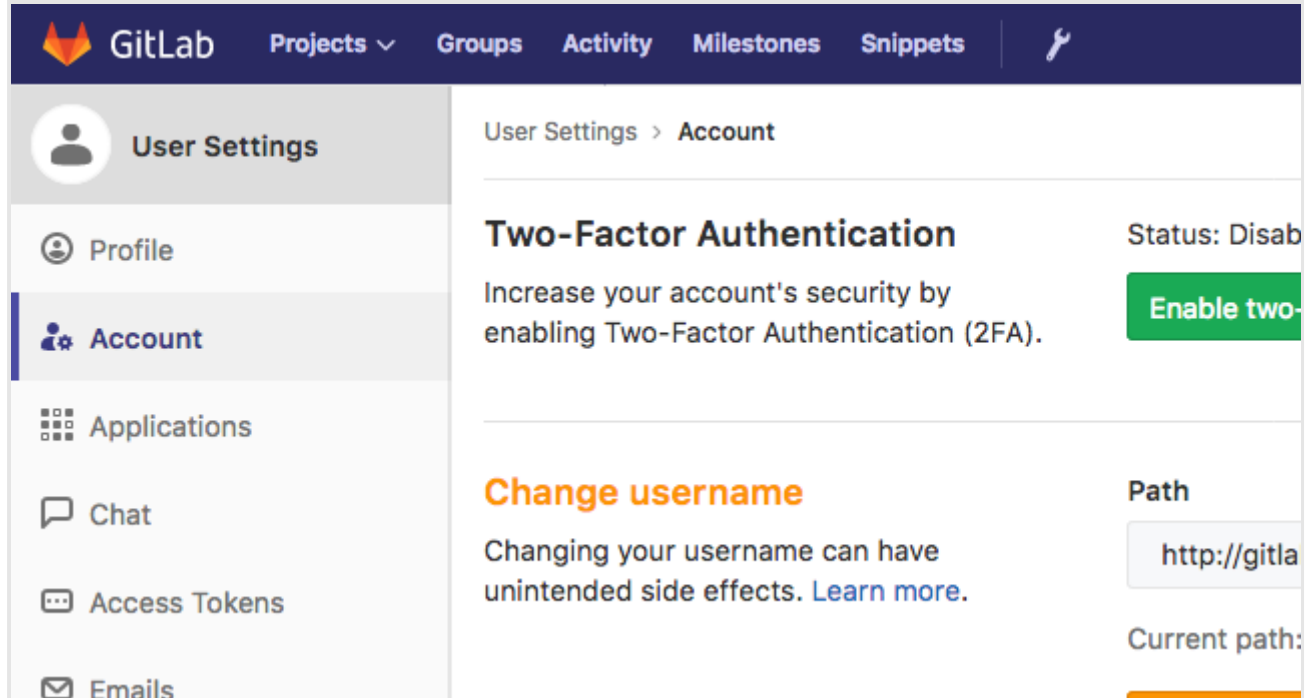 GitLab Projects Groups Activity Milestones Snippets
User Settings
Profile
Account
Applications
Chat
Access Tokens
Emails
User Settings > Account
Two-Factor Authentication
Increase your account's security by
enabling Two-Factor Authentication (2FA).
Status: Disab
Enable two-
Change username
Changing your username can have
unintended side effects. Learn more.
Path
http://gitla
Current path: